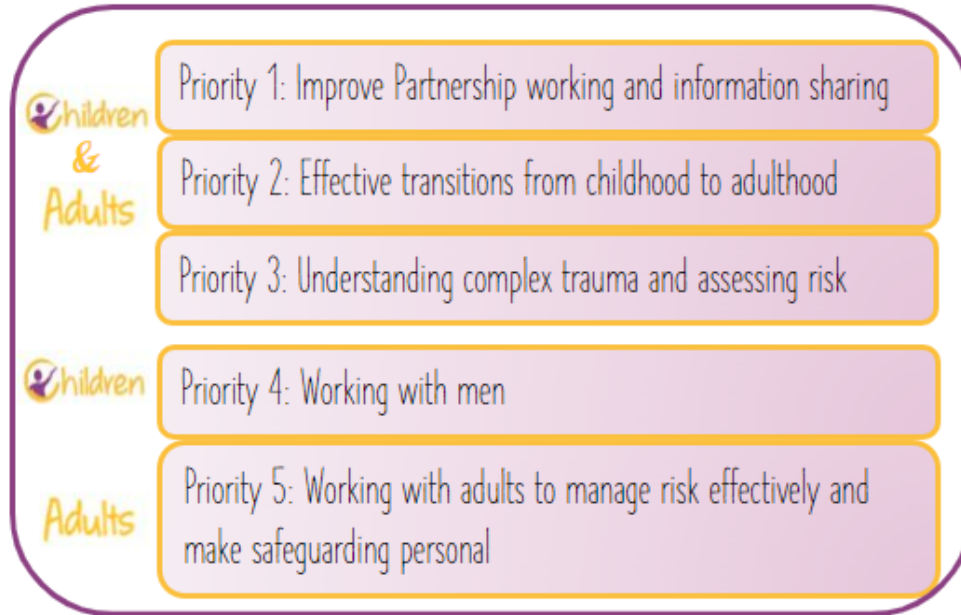 Children
&
Adults
Priority 1: Improve Partnership working and information sharing
Priority 2: Effective transitions from childhood to adulthood
Priority 3: Understanding complex trauma and assessing risk
Children
Priority 4: Working with men
Adults
Priority 5: Working with adults to manage risk effectively and
make safeguarding personal